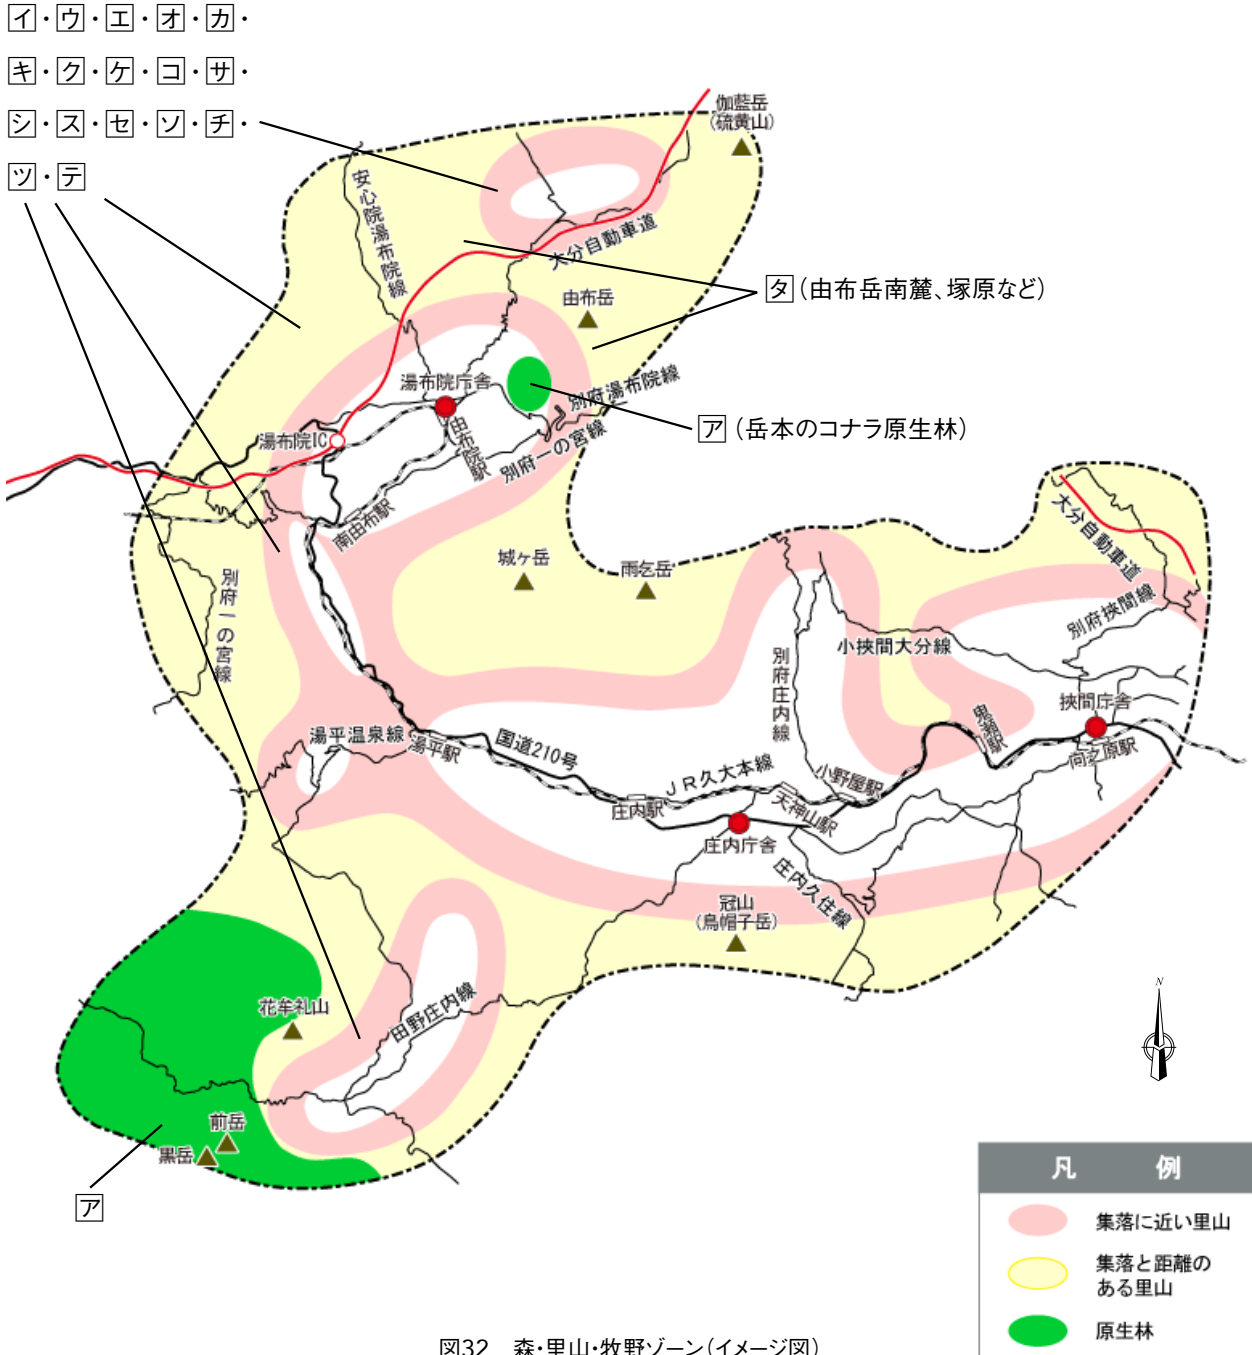 イ・ウ・エ・オ・カ・
キ・ク・ケ・コ・サ・
シ・ス・セ・ソ・チ・
ツ・テ
伽藍岳
(硫黄山)
安心院湯布院線
大分自動車道
タ(由布岳南麓、塚原など)
由布岳
湯布院庁舎
別府湯布院線
ア(岳本のコナラ原生林)
湯布院IC
由布院駅
別府一の宮線
南由布駅
大分自動車道
城ヶ岳
雨乞岳
別府一の宮線
別府挾間線
小挾間大分線
別府庄内線
挾間庁舎
鬼瀬駅
湯平温泉線
湯平駅
国道210号
向之原駅
JR久大本線
小野屋駅
庄内駅
天神山駅
庄内庁舎
庄内久住線
冠山
(烏帽子岳)
花牟礼山
田野庄内線
N
前岳
黒岳
ア
凡 例
集落に近い里山
集落と距離の
ある里山
原生林
図32 森・里山・牧野ゾーン(イメージ図)